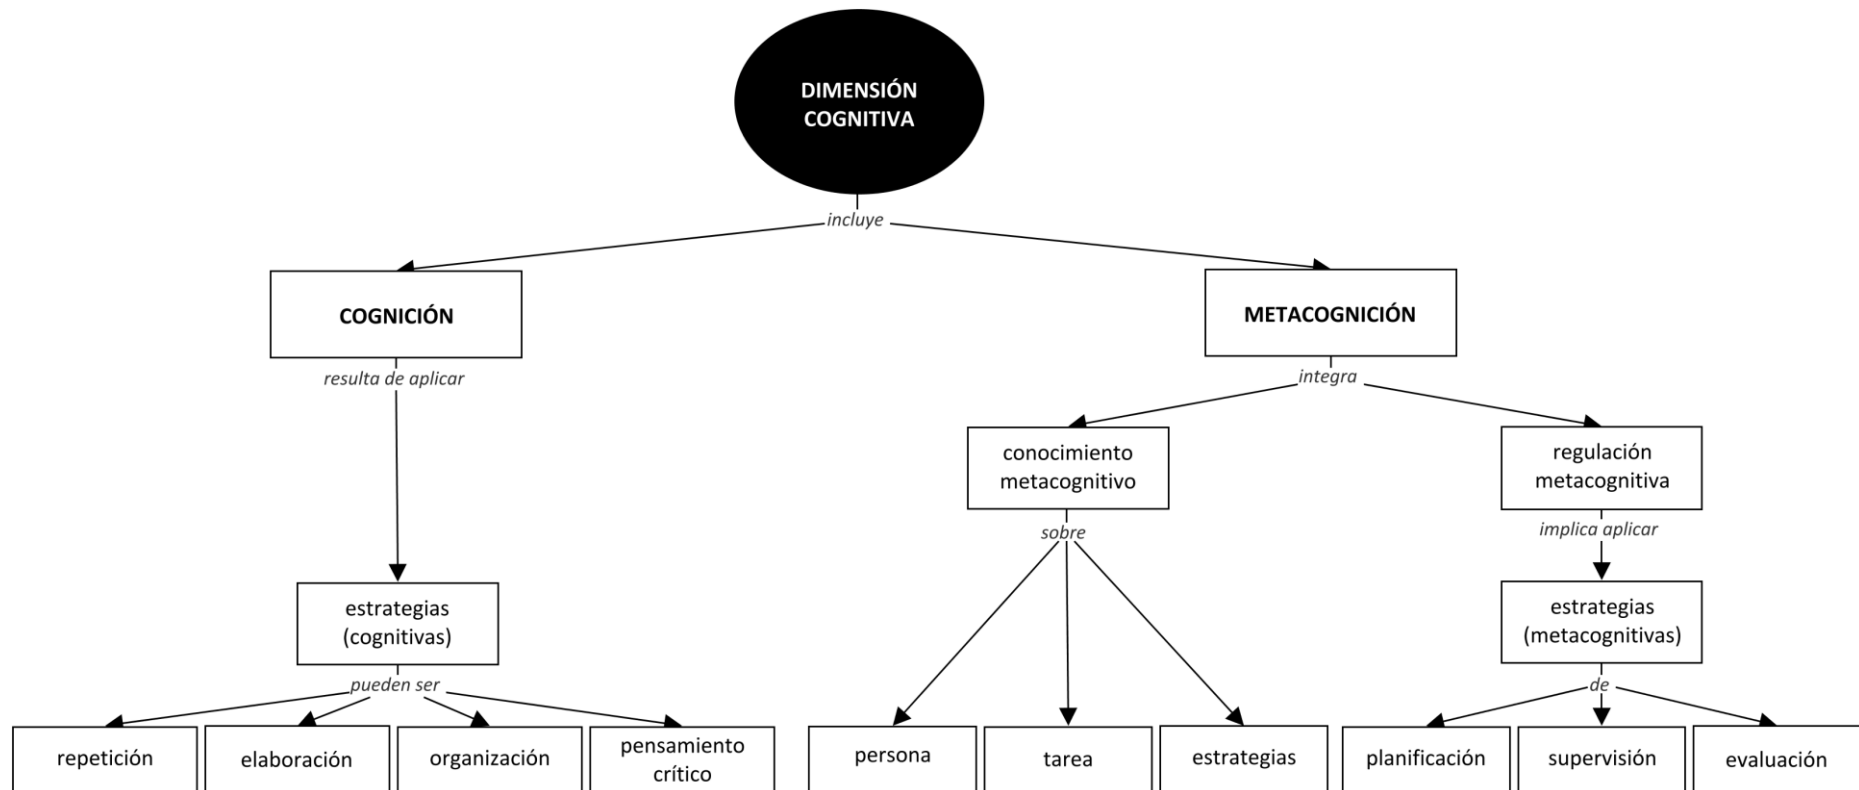 DIMENSIÓN
COGNITIVA
incluye
COGNICIÓN
METACOGNICIÓN
resulta de aplicar
integra
conocimiento
metacognitivo
regulación
metacognitiva
sobre
implica aplicar
estrategias
(cognitivas)
estrategias
(metacognitivas)
pueden ser
de
repetición
elaboración
organización
pensamiento
crítico
persona
tarea
estrategias
planificación
supervisión
evaluación